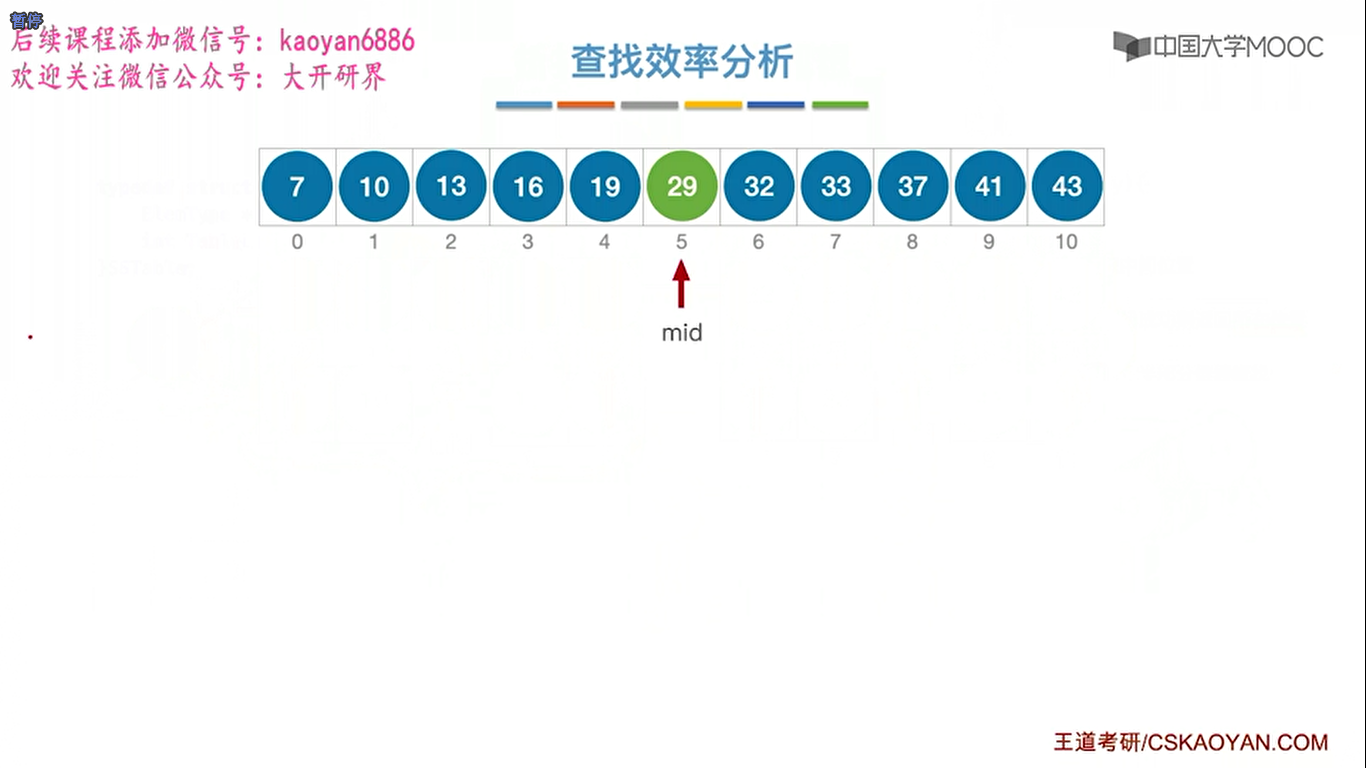 暂停
后续课程添加微信号：kaoyan6886
欢迎关注微信公众号：大开研界
查找效率分析
中国大学MOOC
7 10 13 16 19 29 32 33 37 41 43
0 1 2 3 4 5 6 7 8 9 10
mid
王道考研/CSKAOYAN.COM